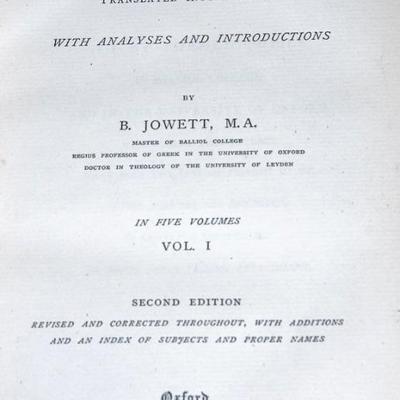 WITH ANALYSES AND INTRODUCTIONS
BY
B. JOWETT, M.A.
MASTER OF BALLIOL COLLEGE
REGIUS PROFESSOR OF GREEK IN THE UNIVERSITY OF OXFORD
DOCTOR IN THEOLOGY OF THE UNIVERSITY OF LEYDEN
IN FIVE VOLUMES
VOL. I
SECOND EDITION
REVISED AND CORRECTED THROUGHOUT, WITH ADDITIONS
AND AN INDEX OF SUBJECTS AND PROPER NAMES
Oxford